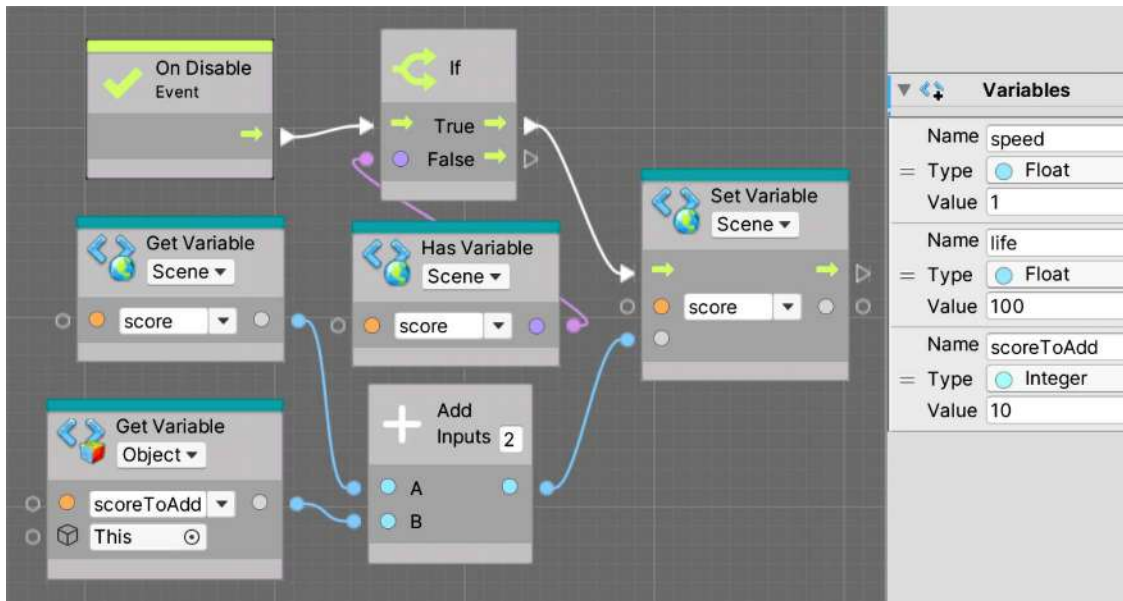 On Disable
Event
If
True
False
Get Variable
Scene
score
Has Variable
Scene
score
Set Variable
Scene
score
Get Variable
Object
scoreToAdd
This
Add
Inputs 2
A
B
Variables
Name speed
= Type Float
Value 1
Name life
= Type Float
Value 100
Name scoreToAdd
= Type Integer
Value 10